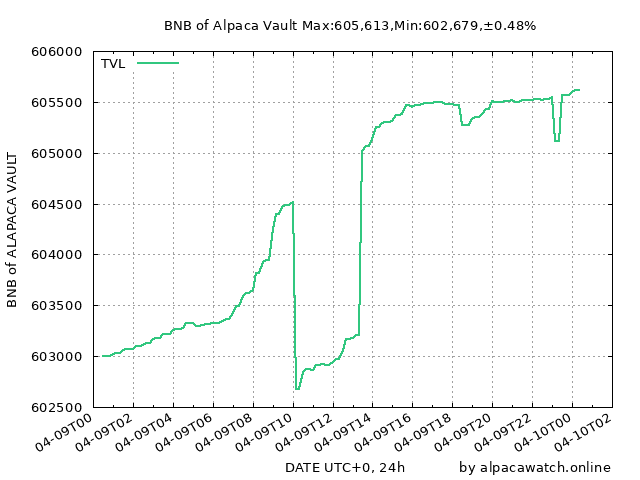 BNB of Alpaca Vault Max:605,613,Min:602,679,±0.48%
TVL
606000
605500
605000
604500
604000
603500
603000
602500
BNB of ALAPACA VAULT
04-09T00
04-09T02
04-09T04
04-09T06
04-09T08
04-09T10
04-09T12
04-09T14
04-09T16
04-09T18
04-09T20
04-09T22
04-10T00
04-10T02
DATE UTC+0, 24h
by alpacawatch.online